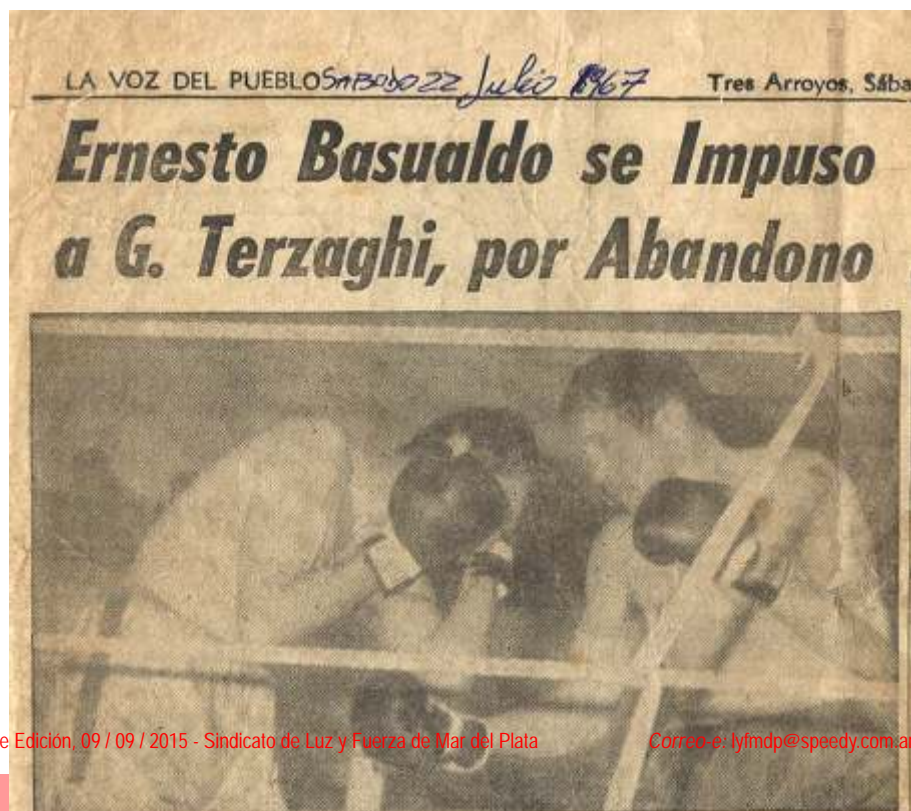 LA VOZ DEL PUEBLO SABADO 22 Julio 1967 Tres Arroyos, Sába
Ernesto Basualdo se Impuso
a G. Terzaghi, por Abandono
e Edición, 09 / 09 / 2015 - Sindicato de Luz y Fuerza de Mar del Plata Correo-e: lyfmdp@speedy.com.ar